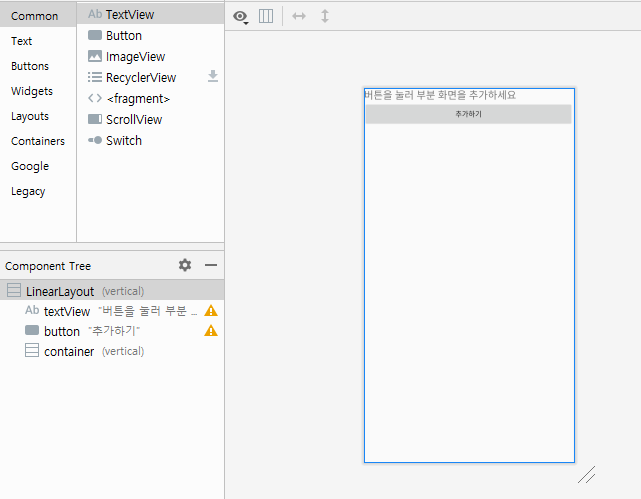 Common
Text
Buttons
Widgets
Layouts
Containers
Google
Legacy
Ab TextView
Button
ImageView
RecyclerView
<fragment>
ScrollView
Switch
Component Tree
LinearLayout (vertical)
Ab textView "버튼을 눌러 부분 ...
button "추가하기"
container (vertical)
버튼을 눌러 부분 화면을 추가하세요
추가하기